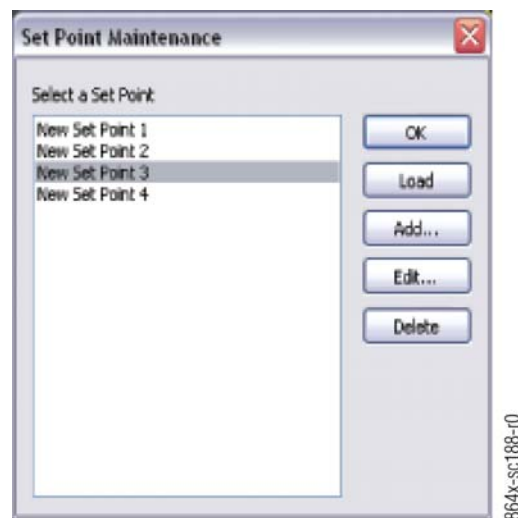 Set Point Maintenance
Select a Set Point
New Set Point 1
New Set Point 2
New Set Point 3
New Set Point 4
OK
Load
Add...
Edit...
Delete
864x-sc188-r0